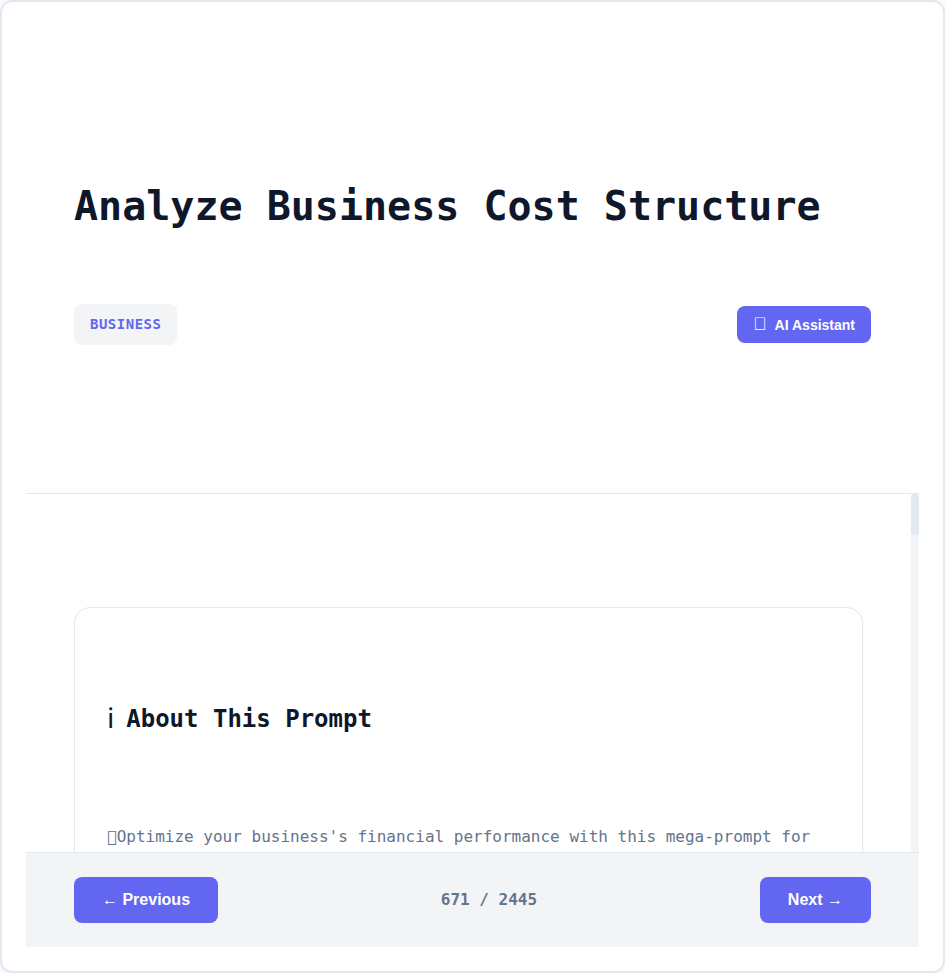 Analyze Business Cost Structure
BUSINESS
AI Assistant
i About This Prompt
Optimize your business's financial performance with this mega-prompt for
← Previous
671 / 2445
Next →